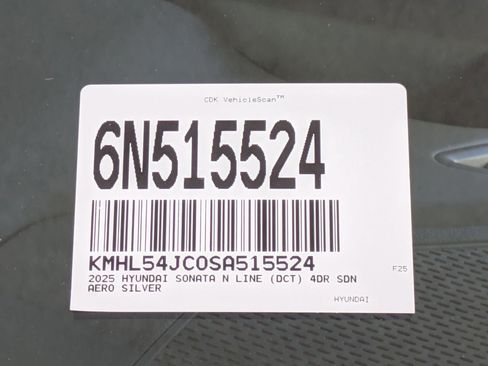 CDK VehicleScan™
6N515524
KMHL54JC0SA515524
2025 HYUNDAI SONATA N LINE (DCT) 4DR SDN
AERO SILVER
F25
HYUNDAI